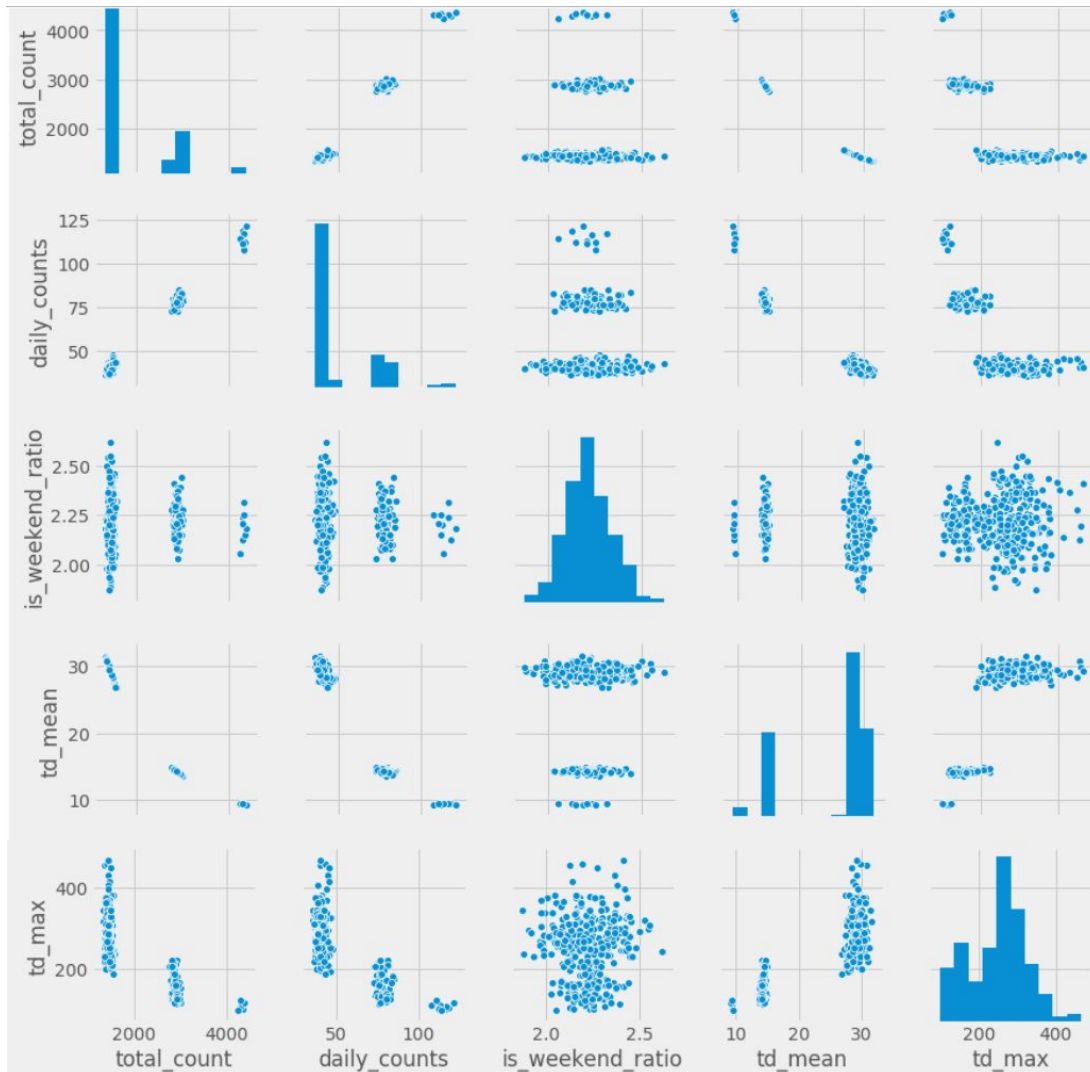 total_count
4000
3000
2000
daily_counts
125
100
75
50
is_weekend_ratio
2.50
2.25
2.00
td_mean
30
20
10
td_max
400
200
2000 4000
50 100
2.0 2.5
10 20 30
200 400
total_count
daily_counts
is_weekend_ratio
td_mean
td_max